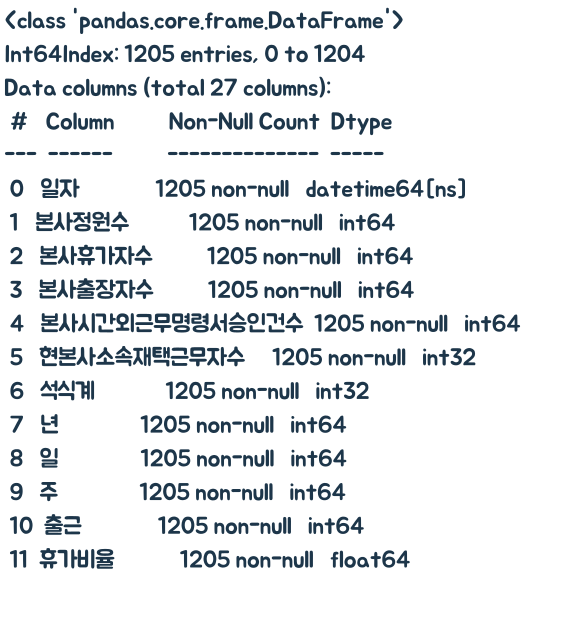 <class 'pandas.core.frame.DataFrame'>
Int64Index: 1205 entries, 0 to 1204
Data columns (total 27 columns):
# Column Non-Null Count Dtype
--- ------ -------------- -----
0 일자 1205 non-null datetime64[ns]
1 본사정원수 1205 non-null int64
2 본사휴가자수 1205 non-null int64
3 본사출장자수 1205 non-null int64
4 본사시간외근무명령서승인건수 1205 non-null int64
5 현본사소속재택근무자수 1205 non-null int32
6 석식계 1205 non-null int32
7 년 1205 non-null int64
8 일 1205 non-null int64
9 주 1205 non-null int64
10 출근 1205 non-null int64
11 휴가비율 1205 non-null float64